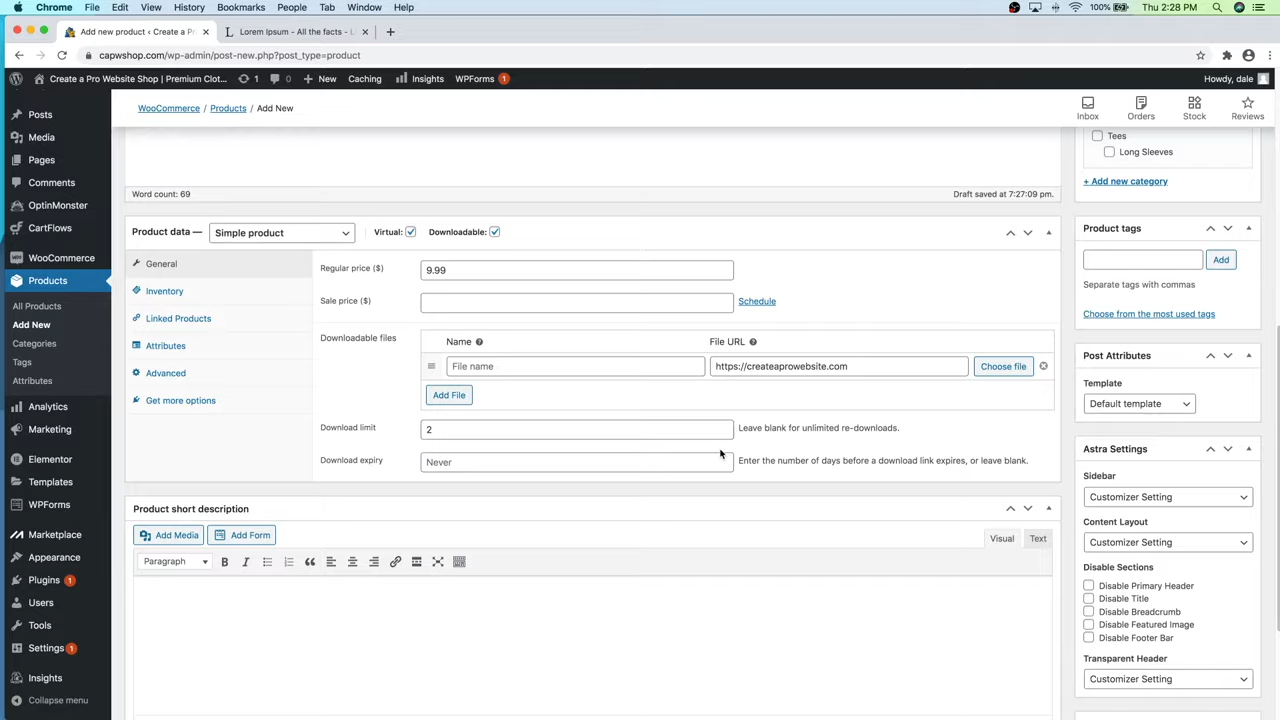 Chrome File Edit View History Bookmarks People Tab Window Help 100% Thu 2:28 PM
Add new product ‹ Create a Pr Lorem Ipsum - All the facts - L
capwshop.com/wp-admin/post-new.php?post_type=product
Create a Pro Website Shop | Premium Clot... 1 0 New Caching Insights WPForms 1 Howdy, dale
WooCommerce / Products / Add New
Inbox Orders Stock Reviews
Posts
Media
Pages
Comments
OptinMonster
CartFlows
WooCommerce
Products
All Products
Add New
Categories
Tags
Attributes
Analytics
Marketing
Elementor
Templates
WPForms
Marketplace
Appearance
Plugins 1
Users
Tools
Settings 1
Insights
Collapse menu
Word count: 69 Draft saved at 7:27:09 pm.
Product data — Simple product Virtual: Downloadable:
General
Inventory
Linked Products
Attributes
Advanced
Get more options
Regular price ($) 9.99
Sale price ($) Schedule
Downloadable files Name ? File URL ?
File name https://createaprowebsite.com Choose file
Add File
Download limit 2 Leave blank for unlimited re-downloads.
Download expiry Never Enter the number of days before a download link expires, or leave blank.
Product short description
Add Media Add Form Visual Text
Paragraph B I
Tees
Long Sleeves
+ Add new category
Product tags
Add
Separate tags with commas
Choose from the most used tags
Post Attributes
Template
Default template
Astra Settings
Sidebar
Customizer Setting
Content Layout
Customizer Setting
Disable Sections
Disable Primary Header
Disable Title
Disable Breadcrumb
Disable Featured Image
Disable Footer Bar
Transparent Header
Customizer Setting